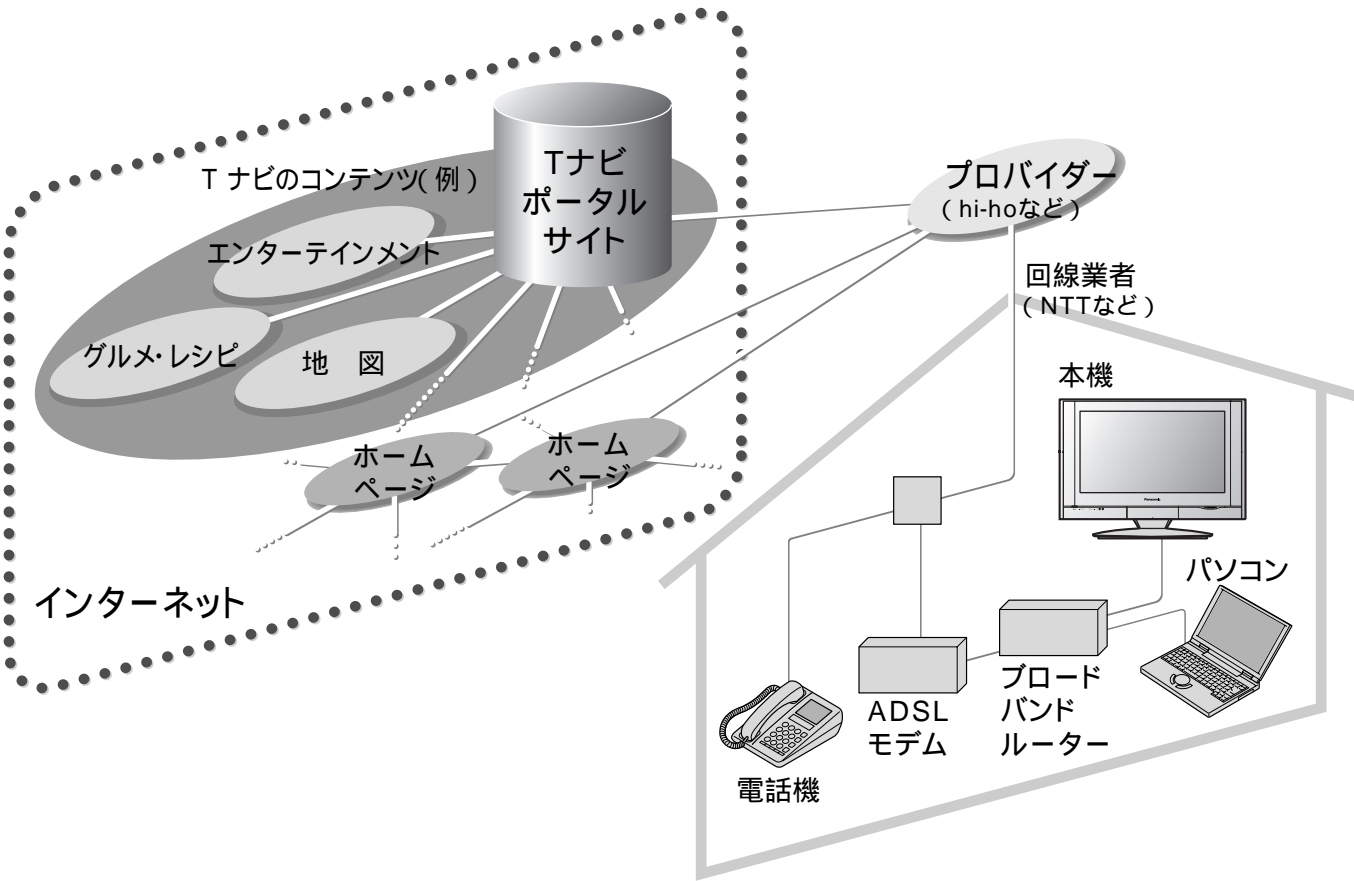 T ナビのコンテンツ(例)
Tナビ
ポータル
サイト
エンターテインメント
グルメ・レシピ
地 図
ホーム
ページ
ホーム
ページ
インターネット
プロバイダー
(hi-hoなど)
回線業者
(NTTなど)
本機
Panasonic
パソコン
ブロード
バンド
ルーター
ADSL
モデム
電話機